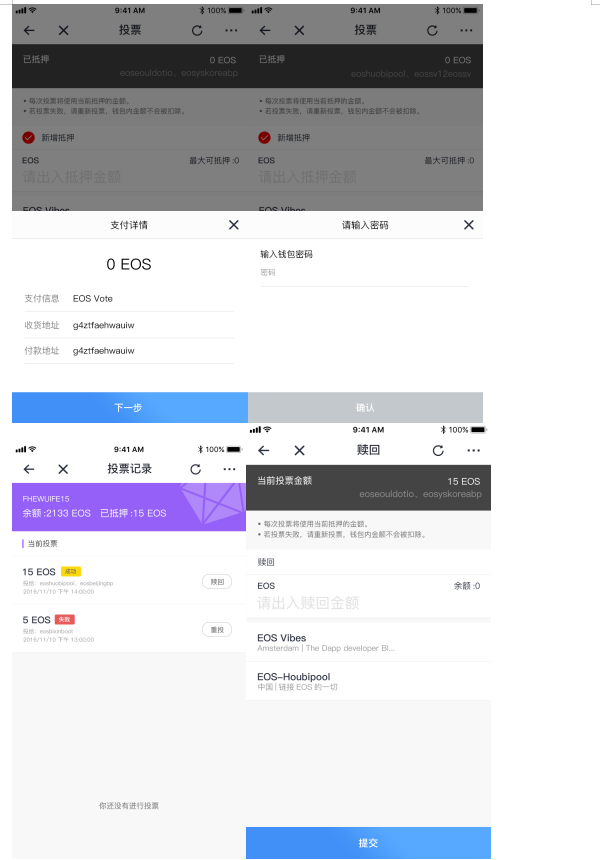 9:41 AM
100%
投票
已抵押
0 EOS
eoseouldotio、eosyskoreabp
• 每次投票将使用当前抵押的金额。
• 若投票失败，请重新投票，钱包内金额不会被扣除。
新增抵押
EOS
最大可抵押 :0
请出入抵押金额
EOS Vibes
支付详情
0 EOS
支付信息 EOS Vote
收货地址 g4ztfaehwauiw
付款地址 g4ztfaehwauiw
下一步
9:41 AM
100%
投票
已抵押
0 EOS
eoshuobipool、eossv12eossv
• 每次投票将使用当前抵押的金额。
• 若投票失败，请重新投票，钱包内金额不会被扣除。
新增抵押
EOS
最大可抵押 :0
请出入抵押金额
EOS Vibes
请输入密码
输入钱包密码
密码
确认
9:41 AM
100%
投票记录
FHEWUIFE15
余额 :2133 EOS 已抵押 :15 EOS
当前投票
15 EOS 成功
投给：eoshuobipool、eosbeijingbp
2018/11/10 下午 14:00:00
赎回
5 EOS 失败
2018/11/10 下午 13:00:00
重投
你还没有进行投票
9:41 AM
100%
赎回
当前投票金额
15 EOS
eoseouldotio、eosyskoreabp
• 每次投票将使用当前抵押的金额。
• 若投票失败，请重新投票，钱包内金额不会被扣除。
赎回
EOS
余额 :0
请出入赎回金额
EOS Vibes
Amsterdam | The Dapp developer Bl...
EOS-Houbipool
中国 | 链接 EOS 的一切
提交